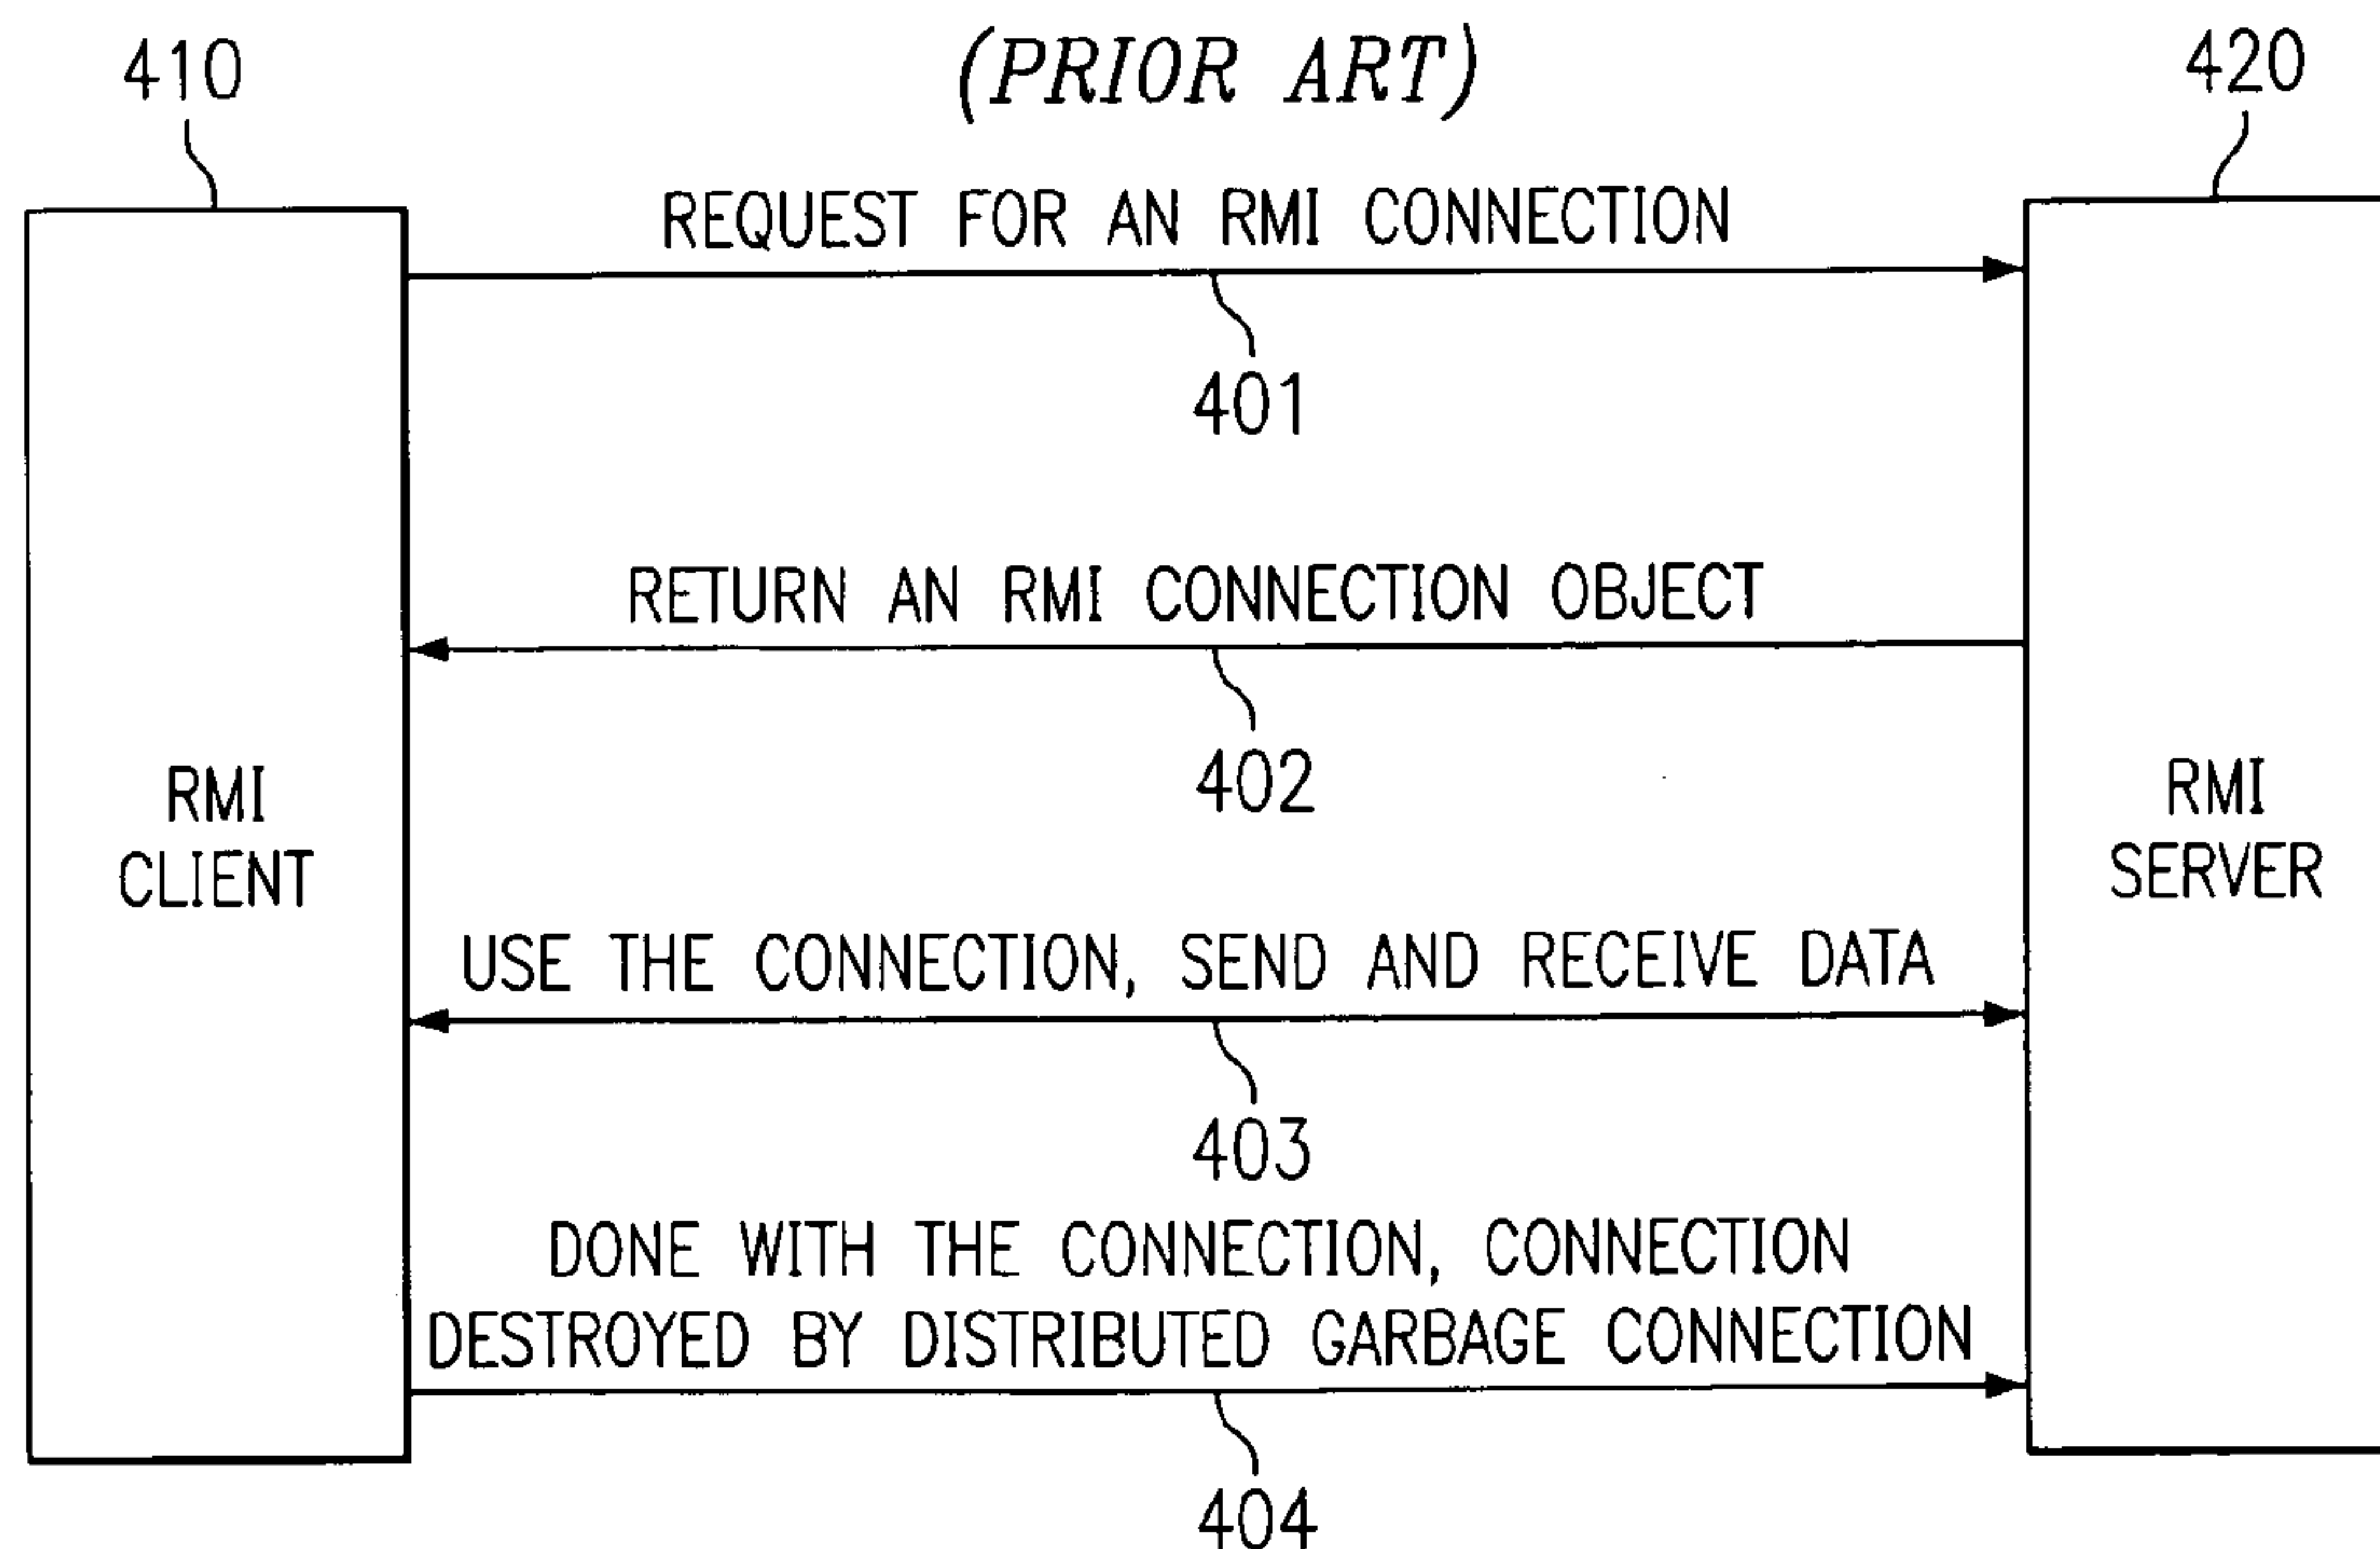 410
(PRIOR ART)
420
REQUEST FOR AN RMI CONNECTION
401
RETURN AN RMI CONNECTION OBJECT
402
RMI
CLIENT
RMI
SERVER
USE THE CONNECTION, SEND AND RECEIVE DATA
403
DONE WITH THE CONNECTION, CONNECTION
DESTROYED BY DISTRIBUTED GARBAGE CONNECTION
404